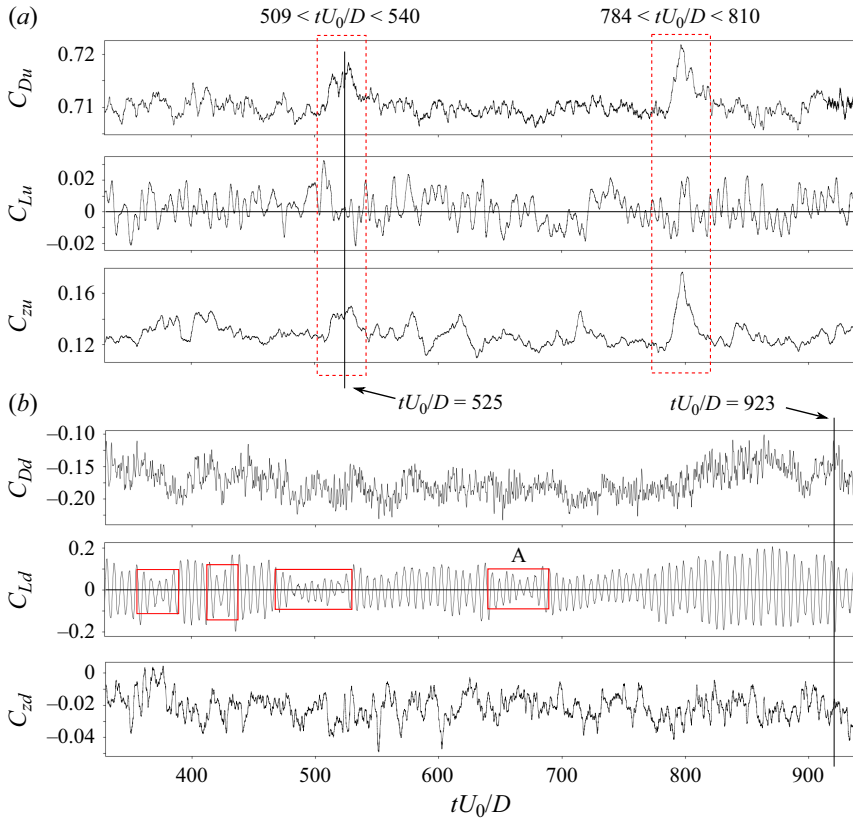 (a)
509 < tU0/D < 540
784 < tU0/D < 810
CDu
0.72
0.71
CLu
0.02
0
−0.02
Czu
0.16
0.12
tU0/D = 525
tU0/D = 923
(b)
CDd
−0.10
−0.15
−0.20
CLd
0.2
0
−0.2
A
Czd
0
−0.02
−0.04
400 500 600 700 800 900
tU0/D